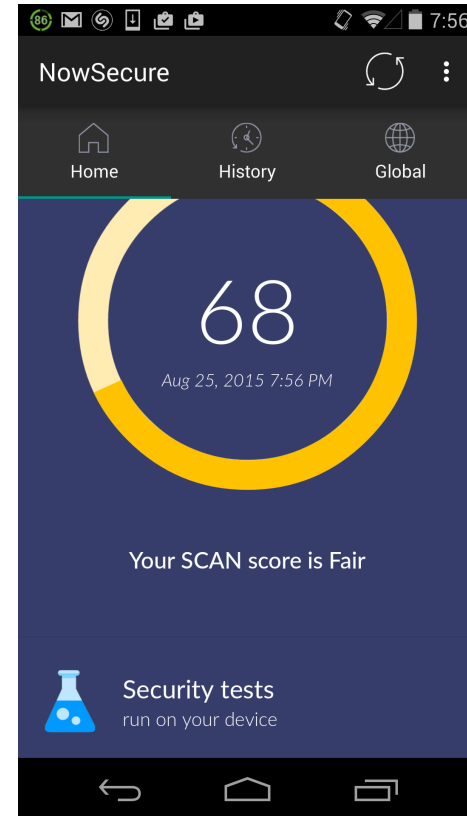 86
7:56
NowSecure
Home
History
Global
68
Aug 25, 2015 7:56 PM
Your SCAN score is Fair
Security tests
run on your device